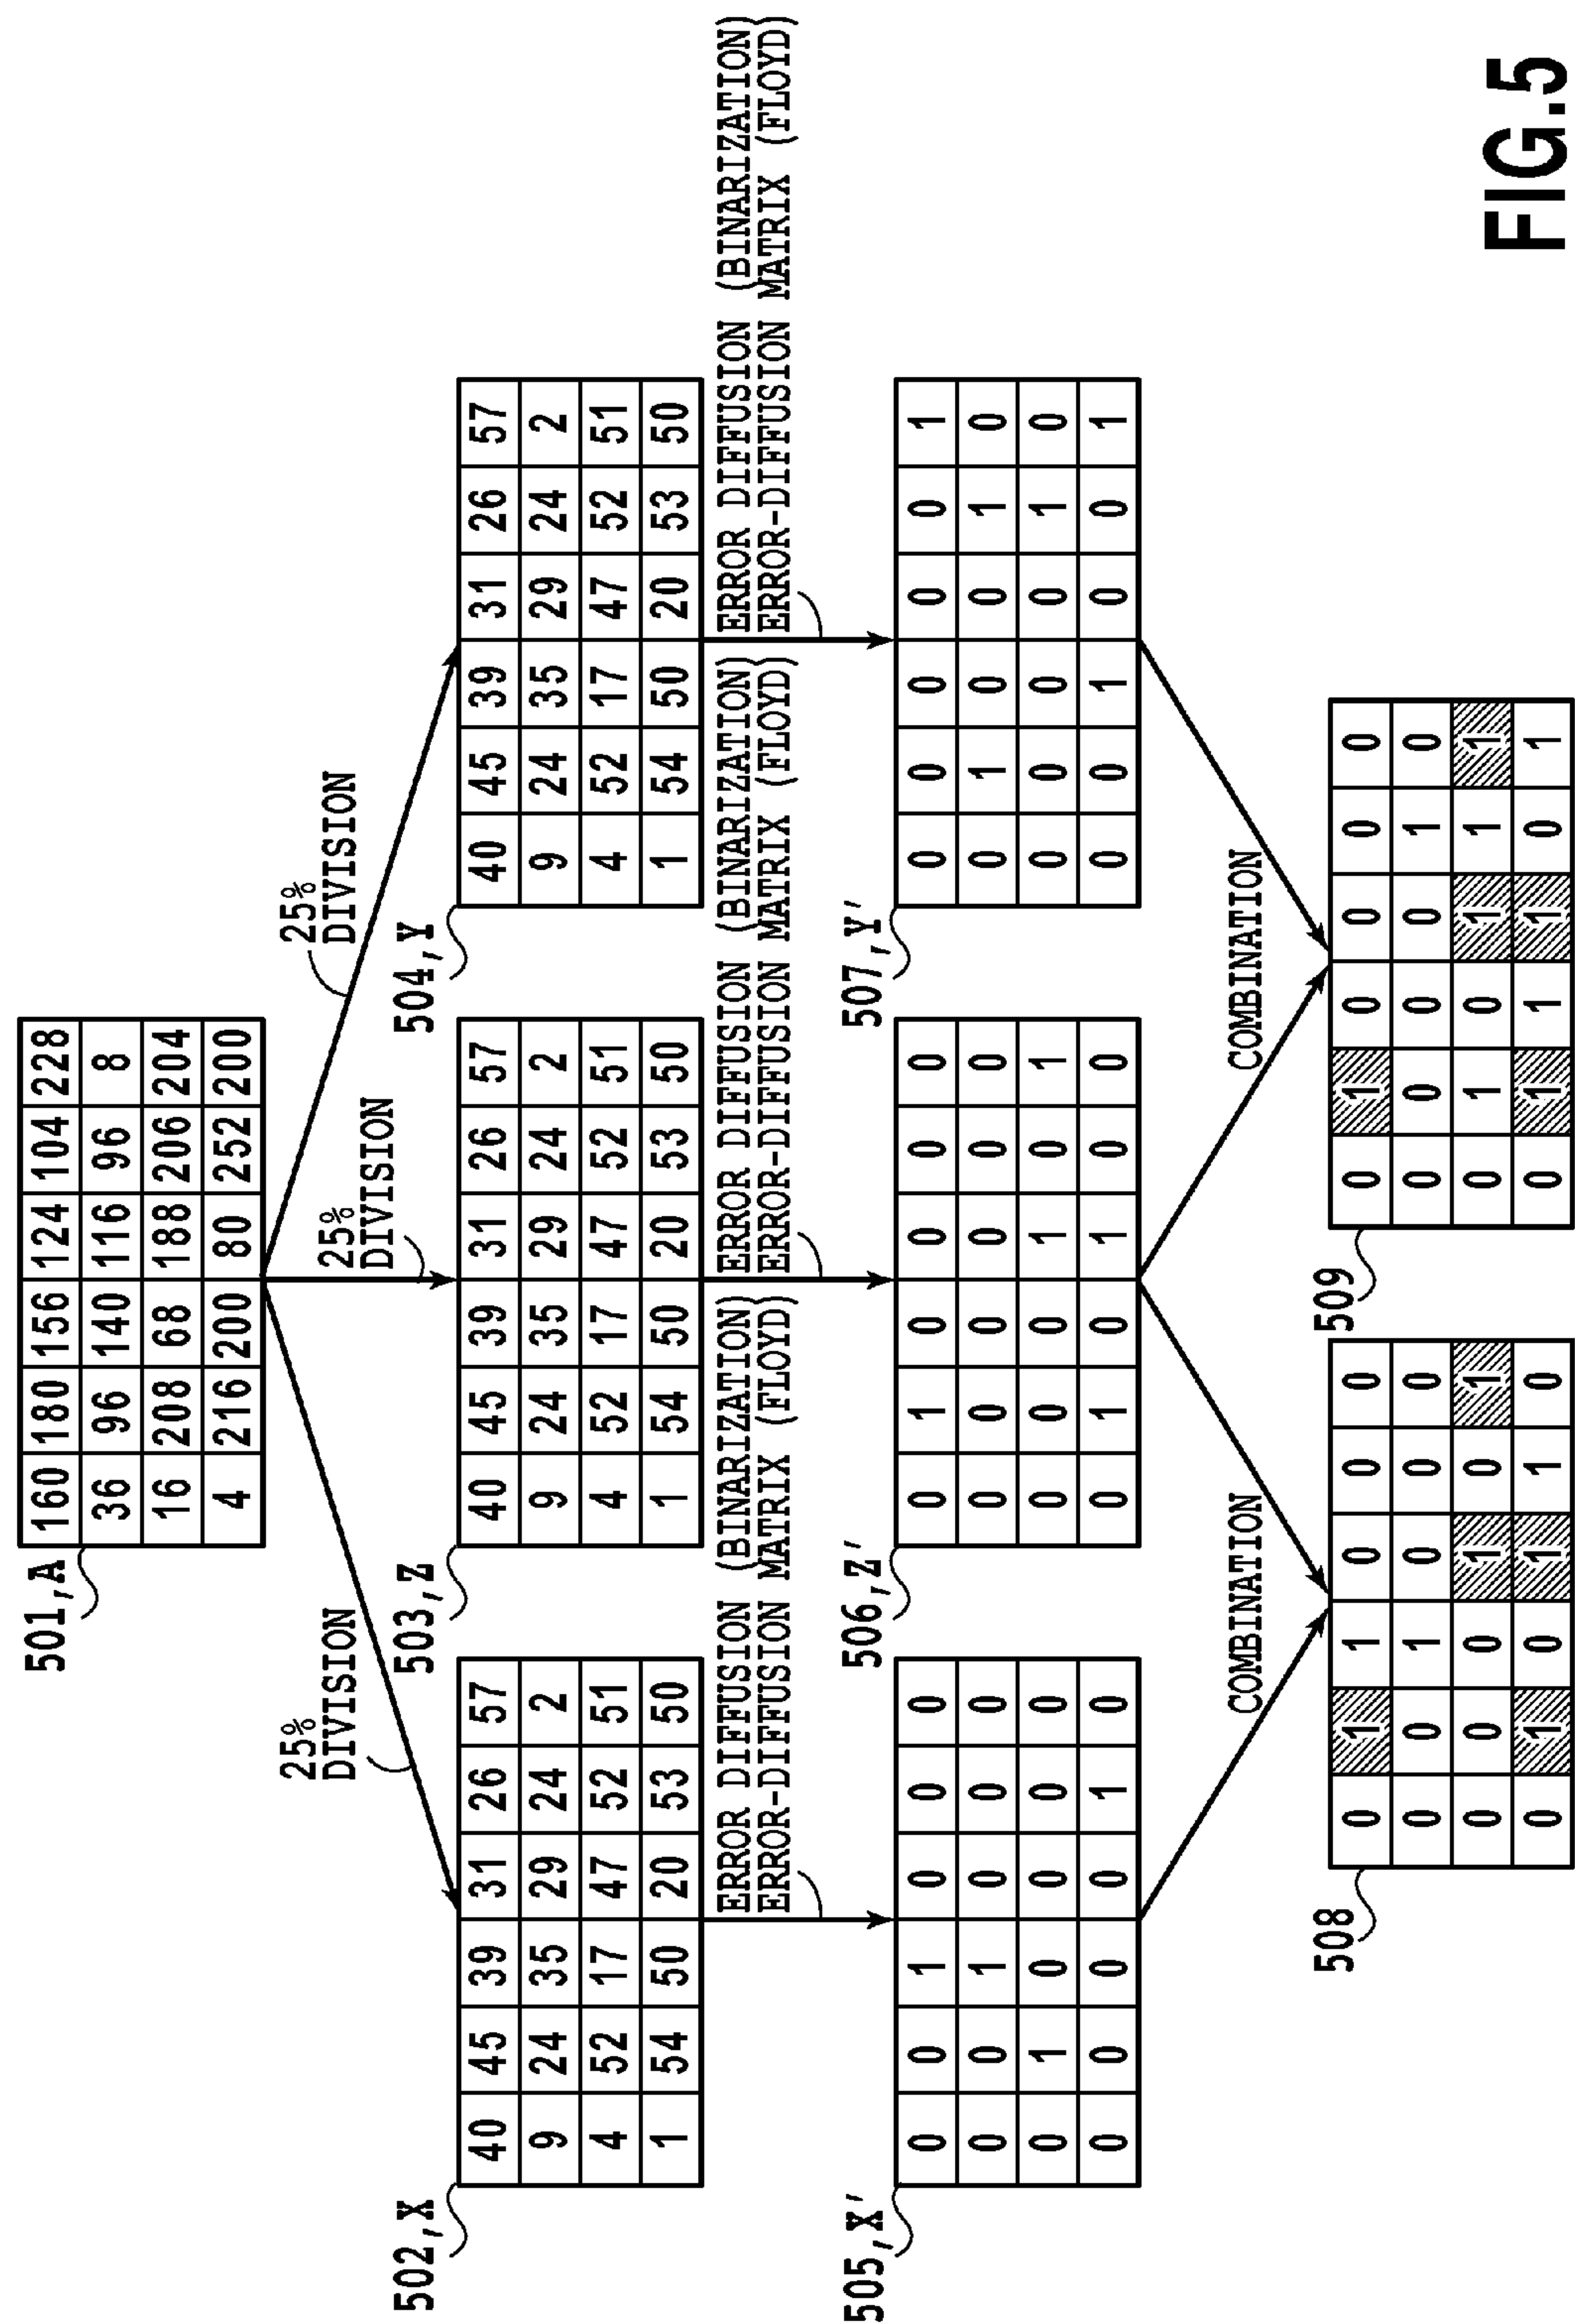 501,A
160 180 156 124 104 228
36 96 140 116 96 8
16 208 68 188 206 204
4 216 200 80 252 200
25%
DIVISION
25%
DIVISION
25%
DIVISION
502,X
40 45 39 31 26 57
9 24 35 29 24 2
4 52 17 47 52 51
1 54 50 20 53 50
503,Z
40 45 39 31 26 57
9 24 35 29 24 2
4 52 17 47 52 51
1 54 50 20 53 50
504,Y
40 45 39 31 26 57
9 24 35 29 24 2
4 52 17 47 52 51
1 54 50 20 53 50
ERROR DIFFUSION (BINARIZATION)
ERROR-DIFFUSION MATRIX (FLOYD)
ERROR DIFFUSION (BINARIZATION)
ERROR-DIFFUSION MATRIX (FLOYD)
ERROR DIFFUSION (BINARIZATION)
ERROR-DIFFUSION MATRIX (FLOYD)
505,X'
0 0 1 0 0 0
0 0 1 0 0 0
0 1 0 0 0 0
0 0 0 0 1 0
506,Z'
0 1 0 0 0 0
0 0 0 0 0 0
0 0 0 1 0 1
0 1 0 1 0 0
507,Y'
0 0 0 0 0 1
0 1 0 0 1 0
0 0 0 0 1 0
0 0 1 0 0 1
COMBINATION
COMBINATION
508
0 1 1 0 0 0
0 0 1 0 0 0
0 0 0 1 0 1
0 1 0 1 1 0
509
0 1 0 0 0 0
0 0 0 0 1 0
0 1 0 1 1 1
0 1 1 1 0 1
FIG.5